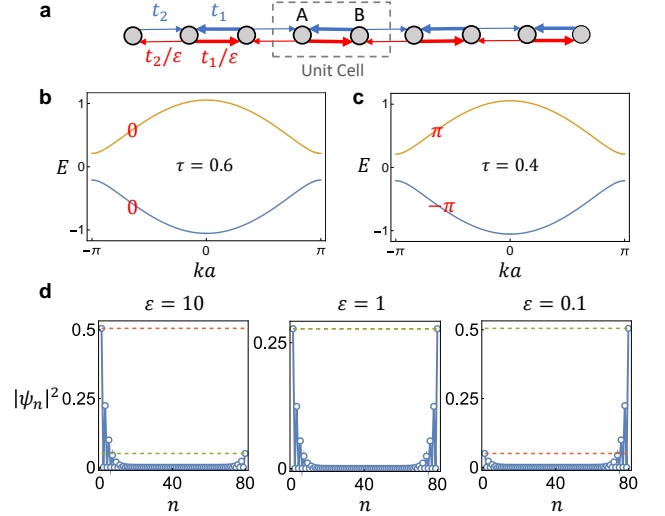 a
t₂ t₁ A B
t₂/ε t₁/ε Unit Cell
b c
1 1
0 π
E 0 τ = 0.6 E 0 τ = 0.4
0 −π
−1 −1
−π 0 π −π 0 π
ka ka
d
ε = 10 ε = 1 ε = 0.1
0.5 0.5
0.25
|ψₙ|² 0.25 0.25
0 0 0
0 40 80 0 40 80 0 40 80
n n n